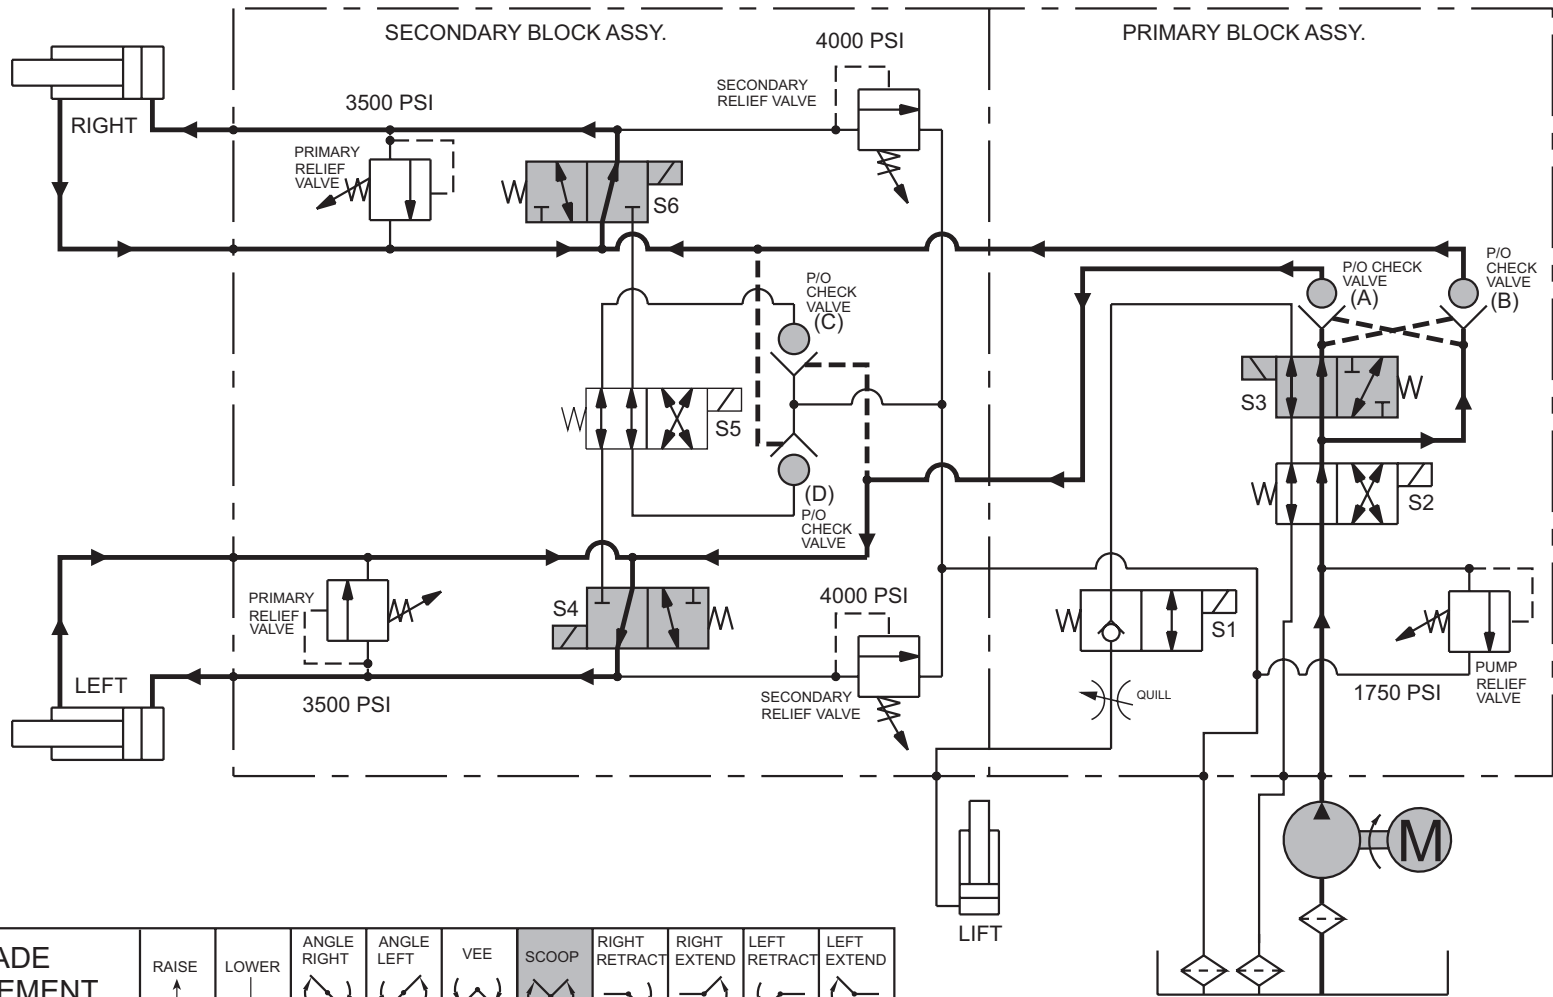 SECONDARY BLOCK ASSY.
PRIMARY BLOCK ASSY.
4000 PSI
SECONDARY
RELIEF VALVE
3500 PSI
RIGHT
PRIMARY
RELIEF
VALVE
S6
P/O
CHECK
VALVE
(C)
P/O CHECK
VALVE
(A)
P/O
CHECK
VALVE
(B)
S3
S5
S2
(D)
P/O
CHECK
VALVE
PRIMARY
RELIEF
VALVE
S4
4000 PSI
S1
LEFT
3500 PSI
SECONDARY
RELIEF VALVE
QUILL
1750 PSI
PUMP
RELIEF
VALVE
M
LIFT
RAISE
LOWER
ANGLE
RIGHT
ANGLE
LEFT
VEE
SCOOP
RIGHT
RETRACT
RIGHT
EXTEND
LEFT
RETRACT
LEFT
EXTEND